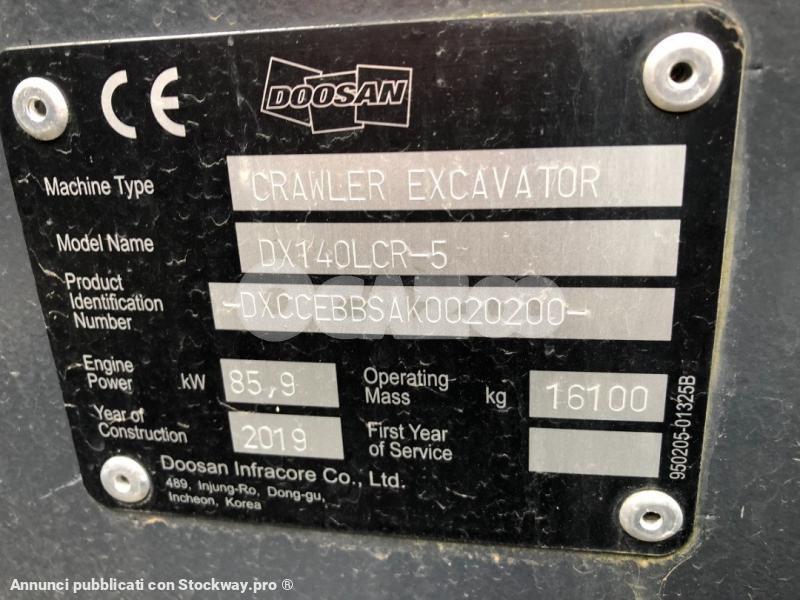 CE
DOOSAN
Machine Type CRAWLER EXCAVATOR
Model Name DX140LCR-5
Product
Identification
Number
-DXCCEBBSAK0020200-
Engine
Power kW 85,9
Operating
Mass kg 16100
Year of
Construction 2019
First Year
of Service
Doosan Infracore Co., Ltd.
489, Injung-Ro, Dong-gu,
Incheon, Korea
950205-01325B
Annunci pubblicati con Stockway.pro ®